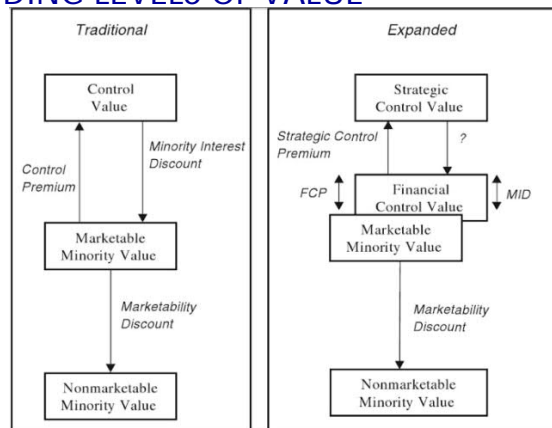 DING LEVELS OF VALUE
Traditional
Control
Value
Control
Premium
Minority Interest
Discount
Marketable
Minority Value
Marketability
Discount
Nonmarketable
Minority Value
Expanded
Strategic
Control Value
Strategic Control
Premium
?
FCP
Financial
Control Value
MID
Marketable
Minority Value
Marketability
Discount
Nonmarketable
Minority Value